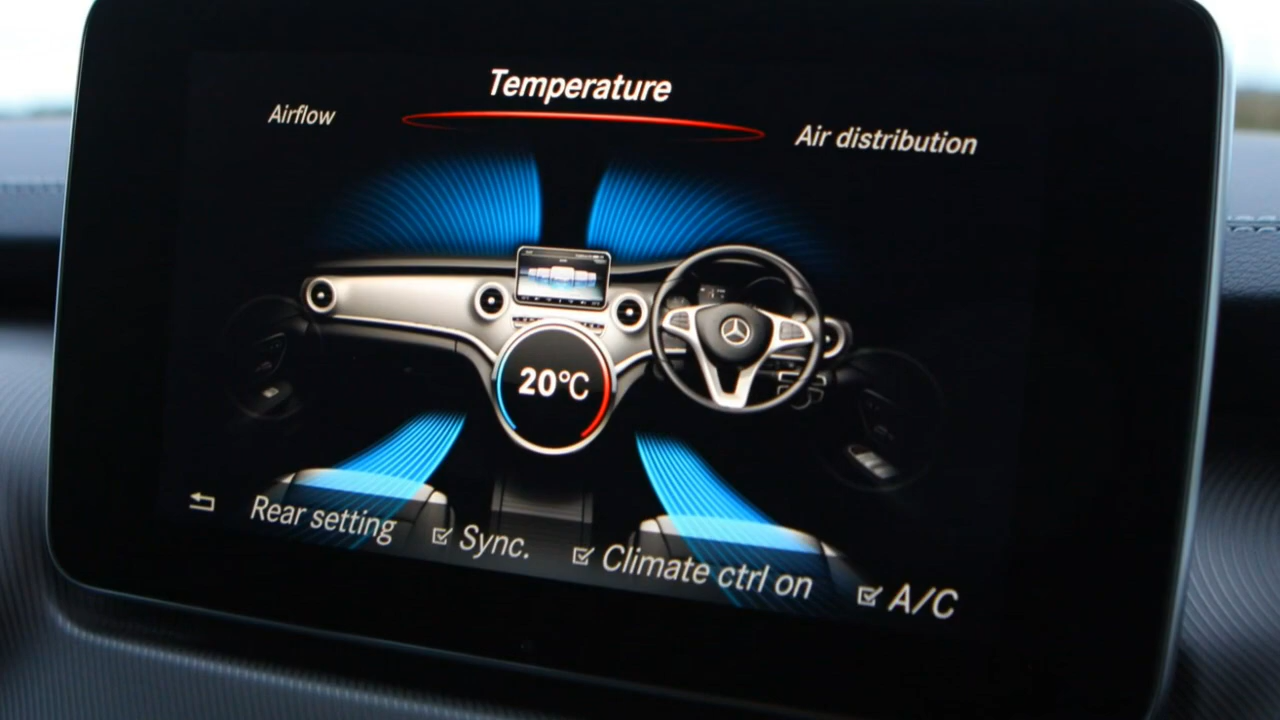 Temperature
Airflow
Air distribution
20°C
Rear setting
Sync.
Climate ctrl on
A/C